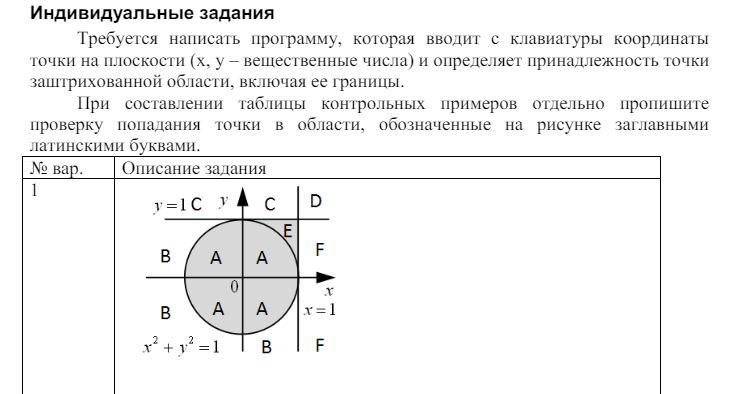 Индивидуальные задания
Требуется написать программу, которая вводит с клавиатуры координаты
точки на плоскости (x, y – вещественные числа) и определяет принадлежность точки
заштрихованной области, включая ее границы.
При составлении таблицы контрольных примеров отдельно пропишите
проверку попадания точки в области, обозначенные на рисунке заглавными
латинскими буквами.
№ вар. Описание задания
1
y = 1 C y C D
E
B A A F
0 x
B A A x = 1
x² + y² = 1 B F